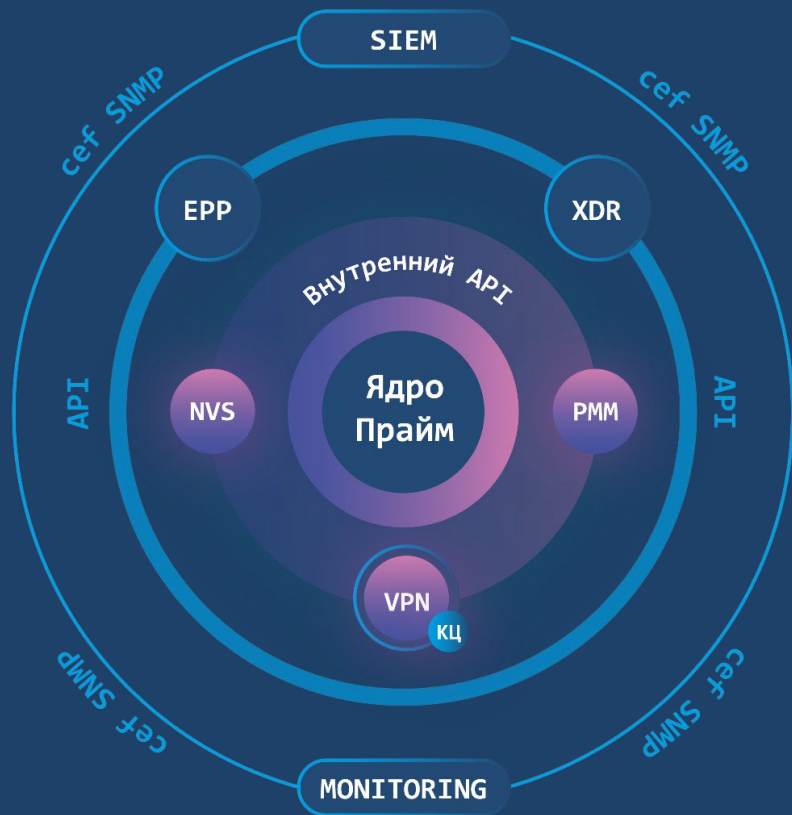 SIEM
cef SNMP
cef SNMP
EPP
XDR
Внутренний API
Ядро
Прайм
API
NVS
PMM
API
VPN
КЦ
cef SNMP
cef SNMP
MONITORING